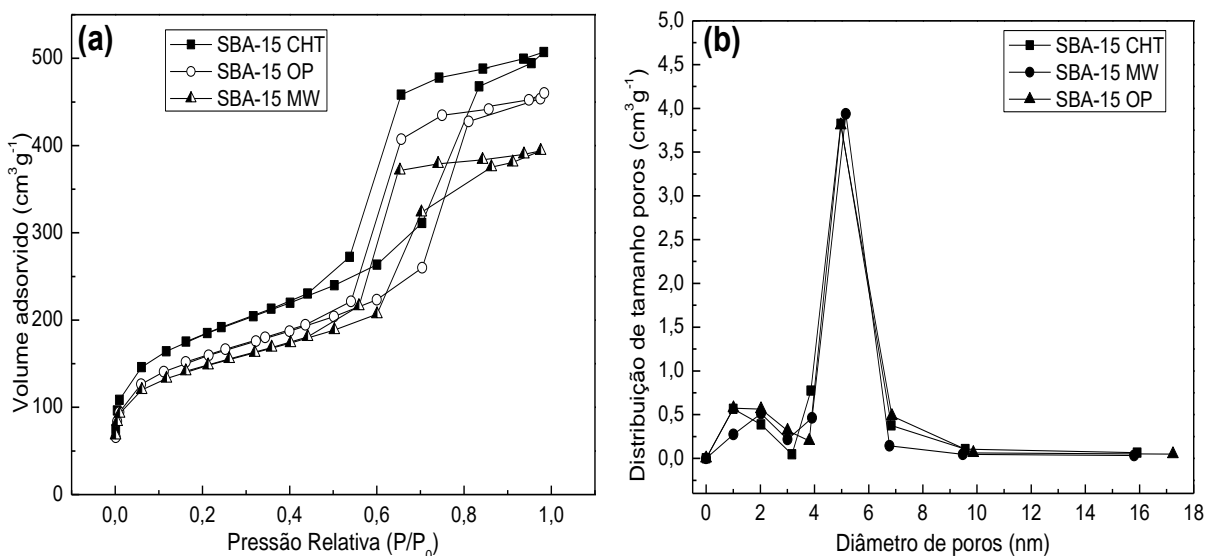 (a)
SBA-15 CHT
SBA-15 OP
SBA-15 MW
500
400
300
200
100
0
Volume adsorvido (cm³g⁻¹)
0,0 0,2 0,4 0,6 0,8 1,0
Pressão Relativa (P/P₀)
(b)
SBA-15 CHT
SBA-15 MW
SBA-15 OP
5,0
4,5
4,0
3,5
3,0
2,5
2,0
1,5
1,0
0,5
0,0
Distribuição de tamanho poros (cm³g⁻¹)
0 2 4 6 8 10 12 14 16 18
Diâmetro de poros (nm)